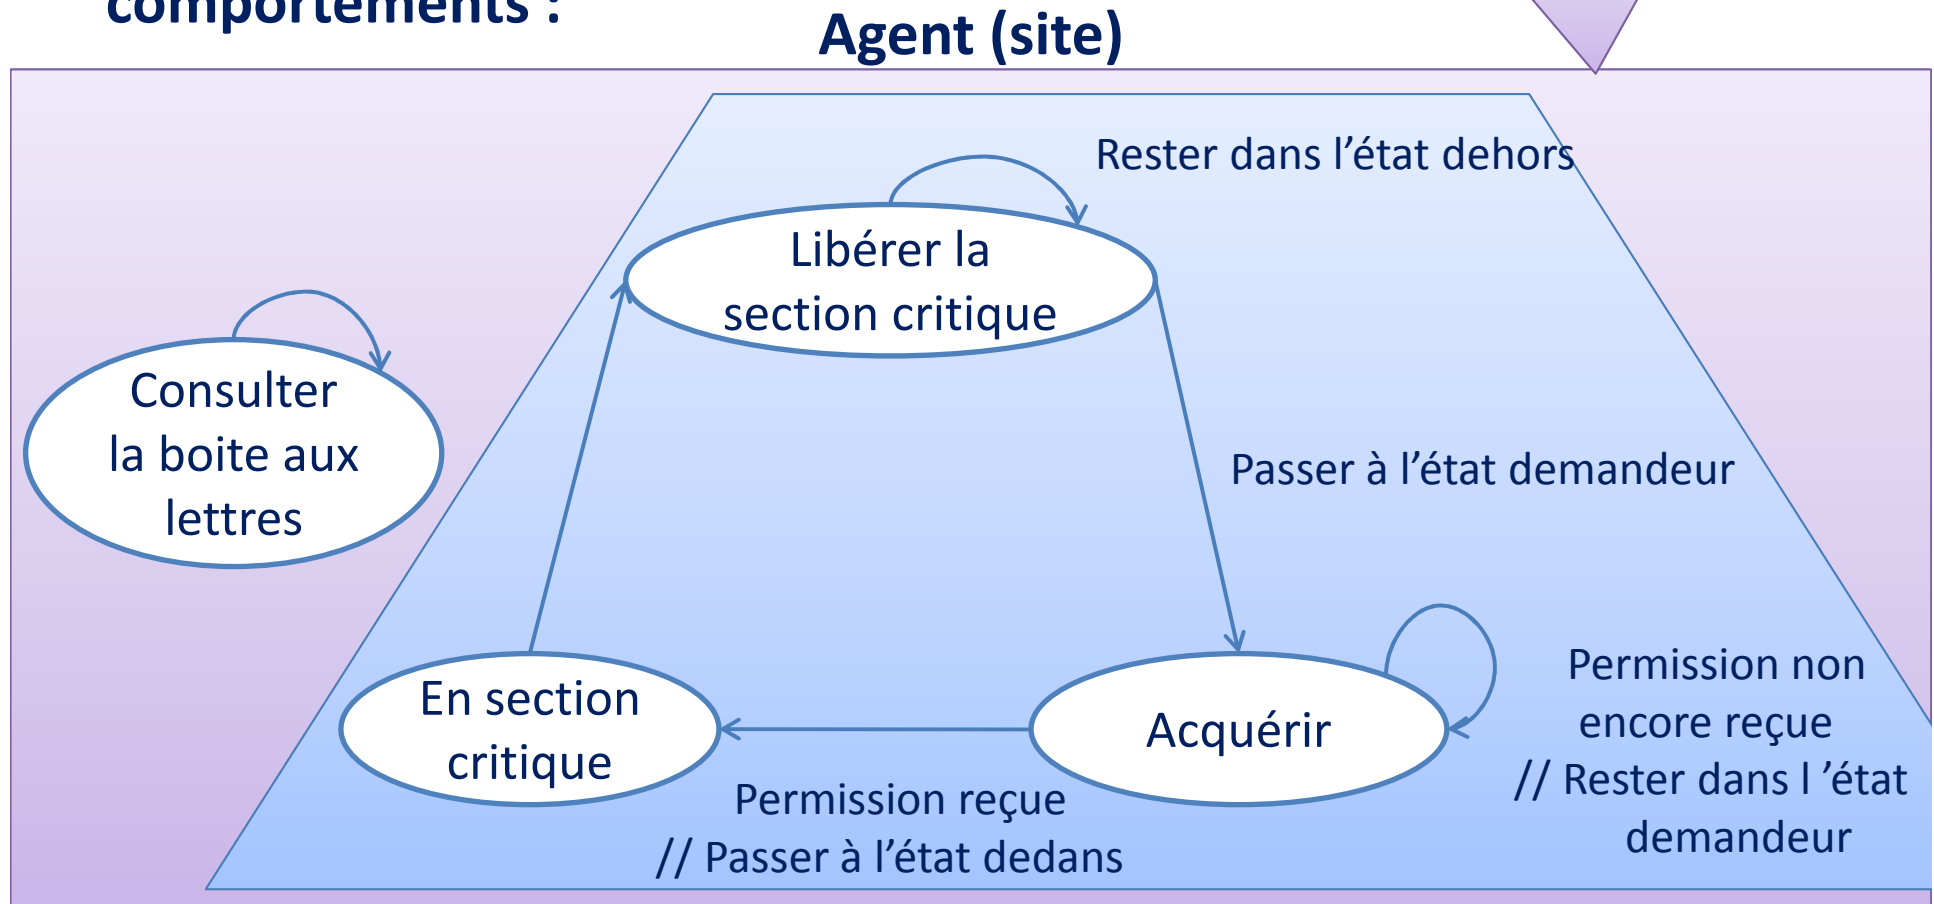 comportements :
Agent (site)
Rester dans l’état dehors
Libérer la
section critique
Consulter
la boite aux
lettres
Passer à l’état demandeur
En section
critique
Acquérir
Permission non
encore reçue
// Rester dans l ’état
demandeur
Permission reçue
// Passer à l’état dedans